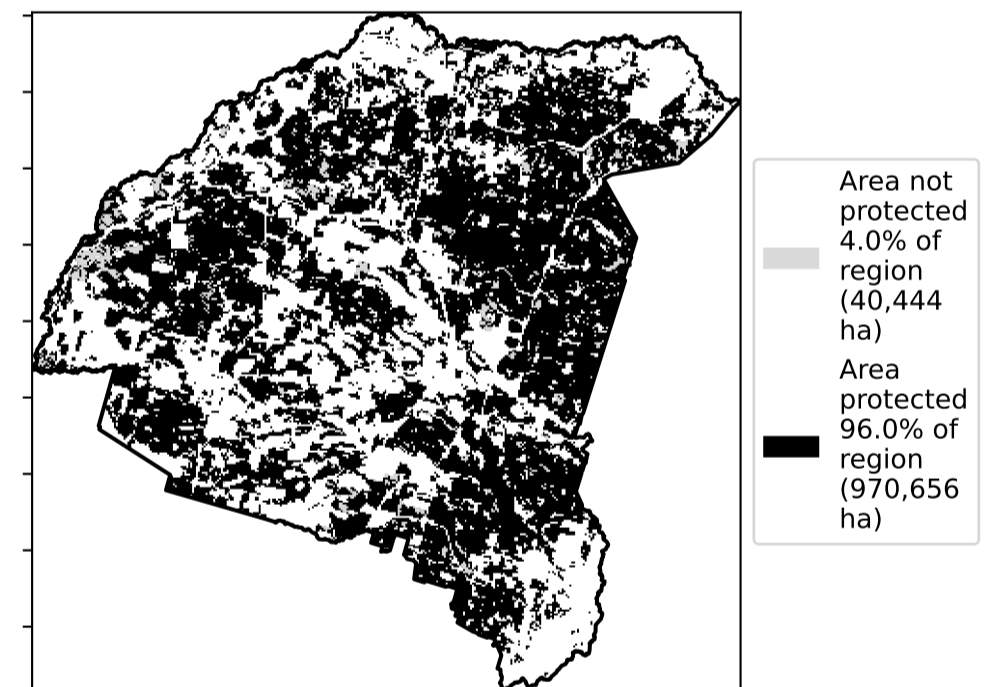 Area not
protected
4.0% of
region
(40,444
ha)
Area
protected
96.0% of
region
(970,656
ha)